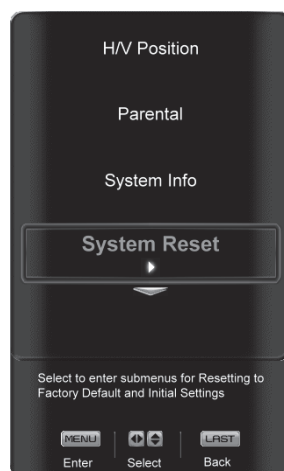 H/V Position
Parental
System Info
System Reset
Select to enter submenus for Resetting to
Factory Default and Initial Settings
MENU LAST
Enter Select Back